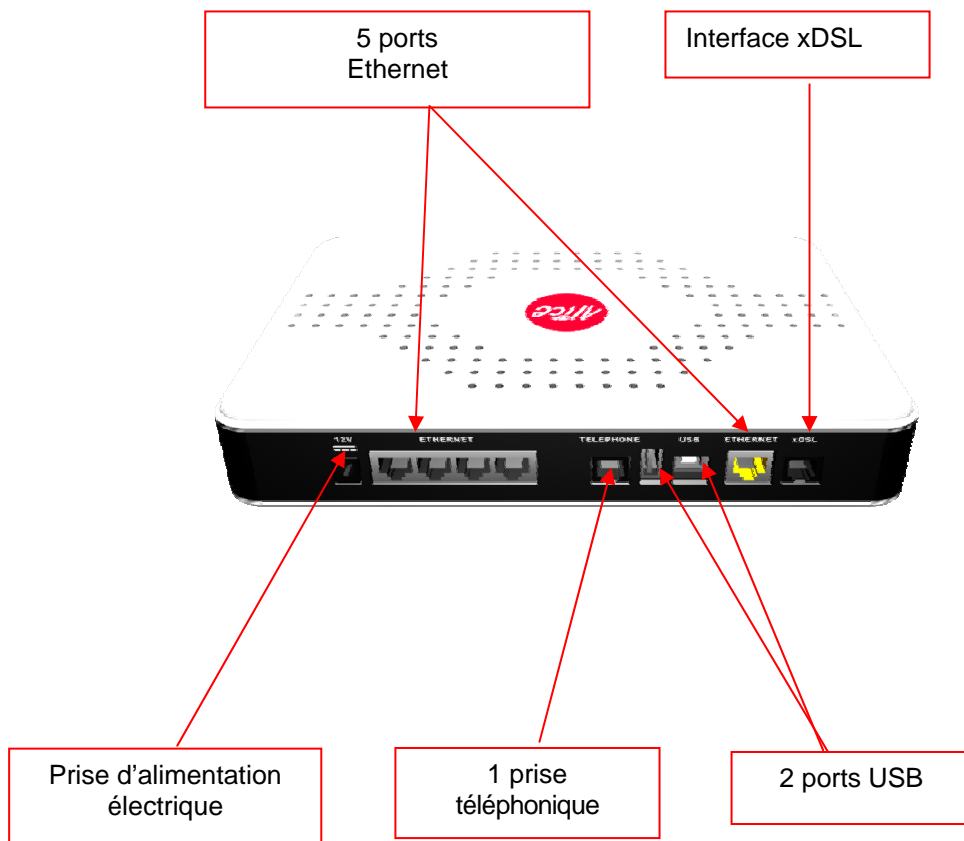 5 ports
Ethernet
Interface xDSL
Alice
12V
ETHERNET
TELEPHONE
USB
ETHERNET
xDSL
Prise d’alimentation
électrique
1 prise
téléphonique
2 ports USB